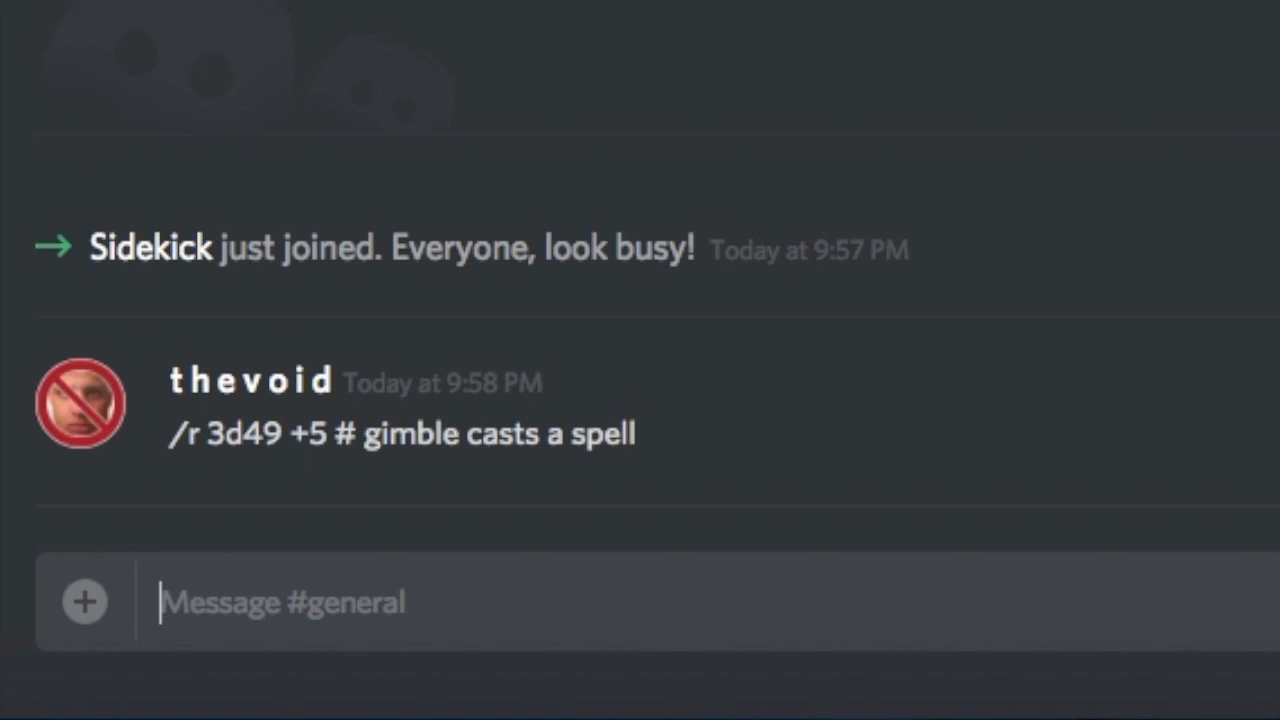 Sidekick just joined. Everyone, look busy! Today at 9:57 PM
thevoid Today at 9:58 PM
/r 3d49 +5 # gimble casts a spell
Message #general